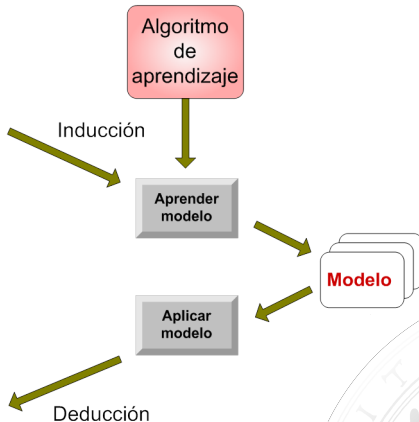 Algoritmo
de
aprendizaje
Inducción
Aprender
modelo
Modelo
Aplicar
modelo
Deducción